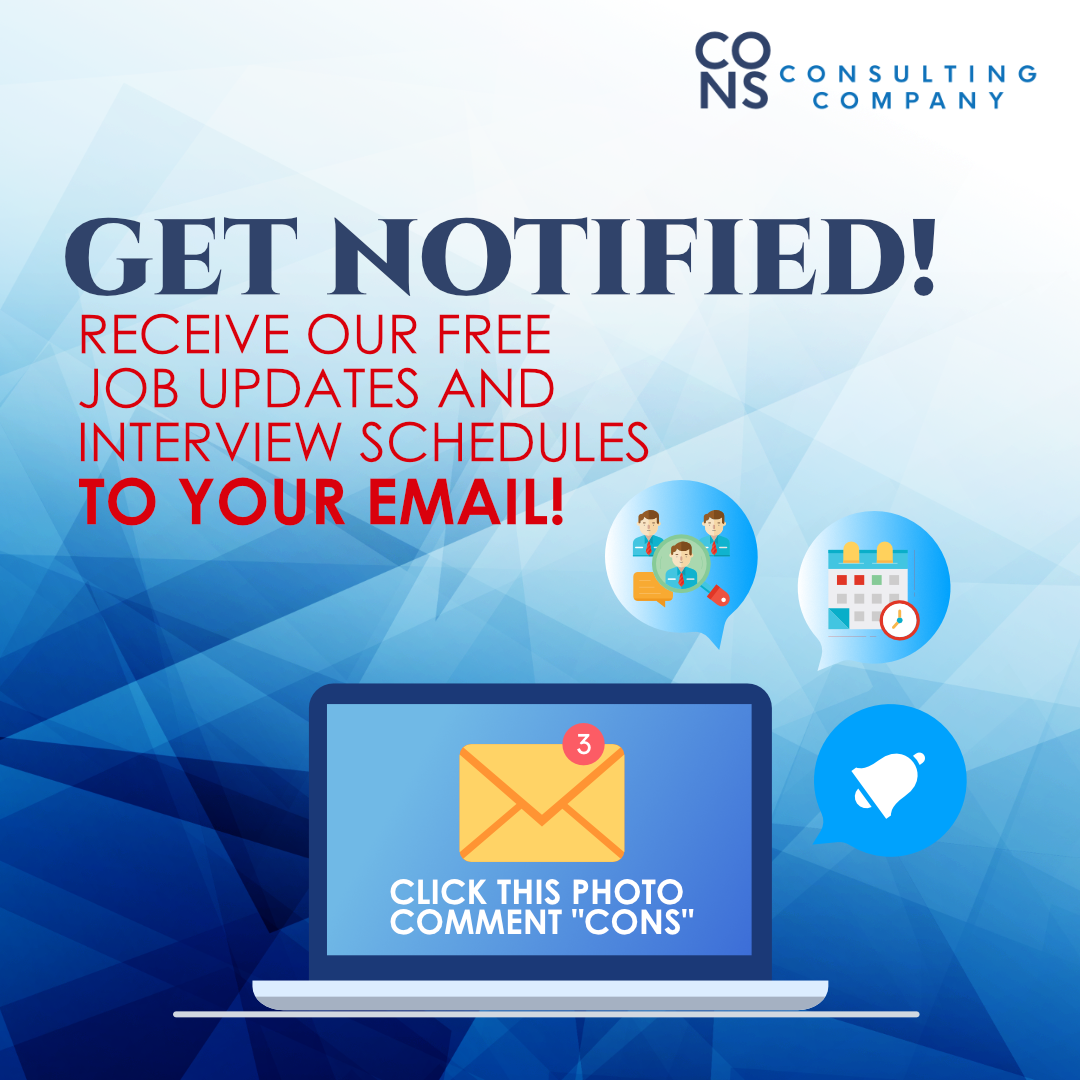 CO
NS
CONSULTING
COMPANY
GET NOTIFIED!
RECEIVE OUR FREE
JOB UPDATES AND
INTERVIEW SCHEDULES
TO YOUR EMAIL!
3
CLICK THIS PHOTO
COMMENT "CONS"